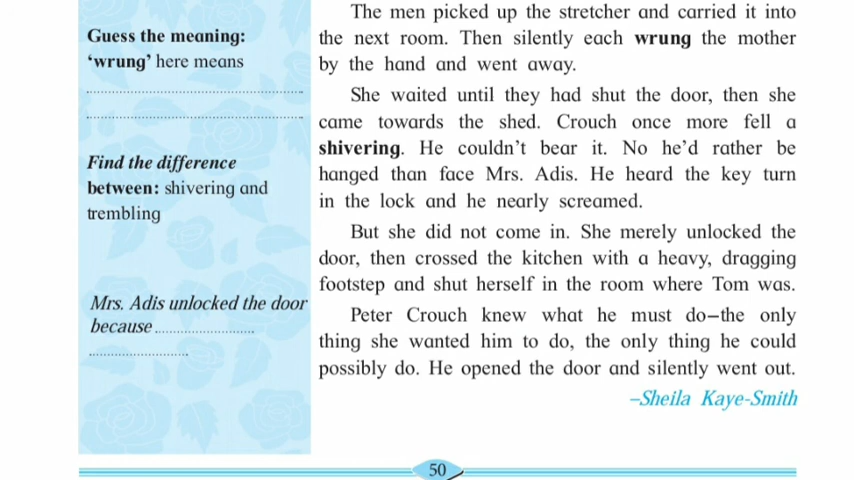 Guess the meaning:
‘wrung’ here means
Find the difference
between: shivering and
trembling
Mrs. Adis unlocked the door
because
The men picked up the stretcher and carried it into
the next room. Then silently each wrung the mother
by the hand and went away.
She waited until they had shut the door, then she
came towards the shed. Crouch once more fell a
shivering. He couldn’t bear it. No he’d rather be
hanged than face Mrs. Adis. He heard the key turn
in the lock and he nearly screamed.
But she did not come in. She merely unlocked the
door, then crossed the kitchen with a heavy, dragging
footstep and shut herself in the room where Tom was.
Peter Crouch knew what he must do–the only
thing she wanted him to do, the only thing he could
possibly do. He opened the door and silently went out.
–Sheila Kaye-Smith
50